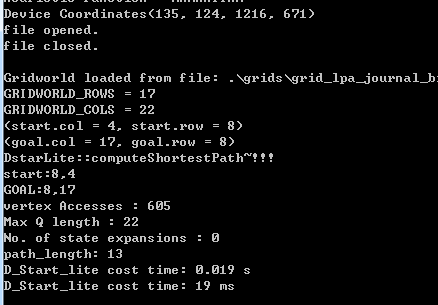 Device Coordinates(135, 124, 1216, 671)
file opened.
file closed.
Gridworld loaded from file: .\grids\grid_lpa_journal_b
GRIDWORLD_ROWS = 17
GRIDWORLD_COLS = 22
(start.col = 4, start.row = 8)
(goal.col = 17, goal.row = 8)
DstarLite::computeShortestPath~!!!
start:8,4
GOAL:8,17
vertex Accesses : 605
Max Q length : 22
No. of state expansions : 0
path_length: 13
D_Start_lite cost time: 0.019 s
D_Start_lite cost time: 19 ms